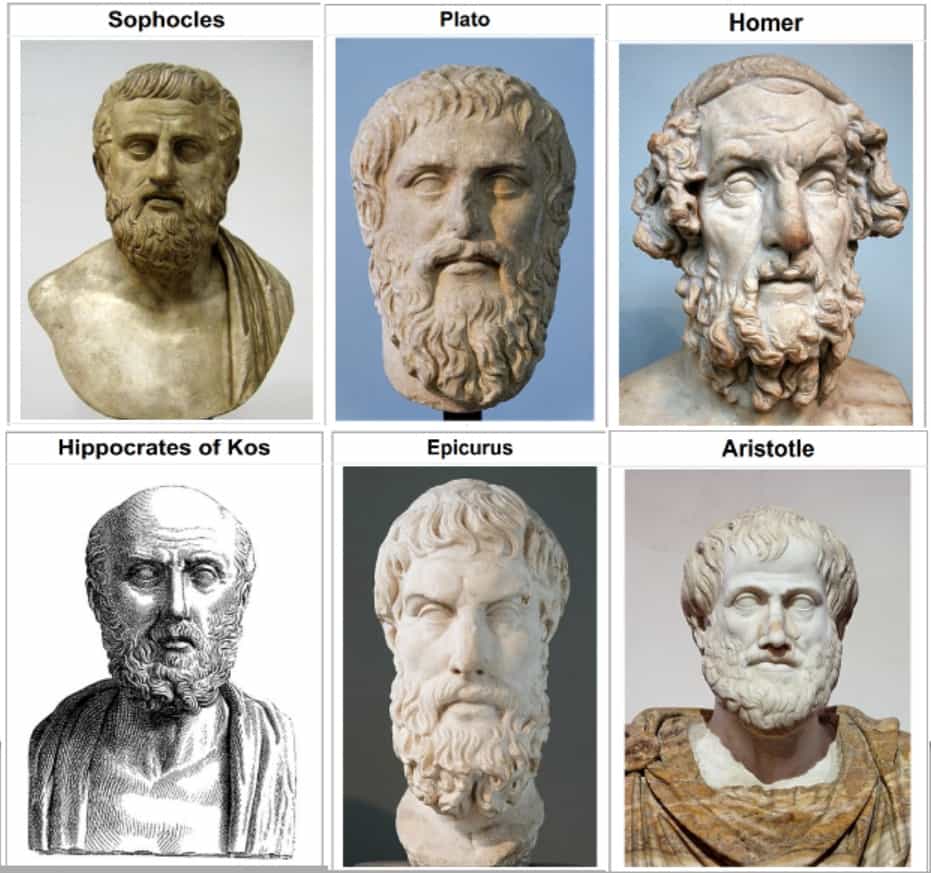 Sophocles
Plato
Homer
Hippocrates of Kos
Epicurus
Aristotle